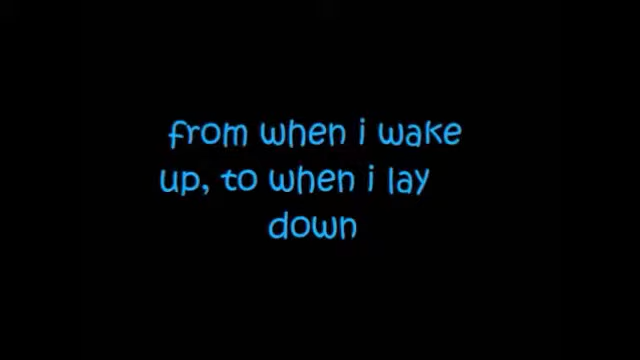 from when i wake
up, to when i lay
down